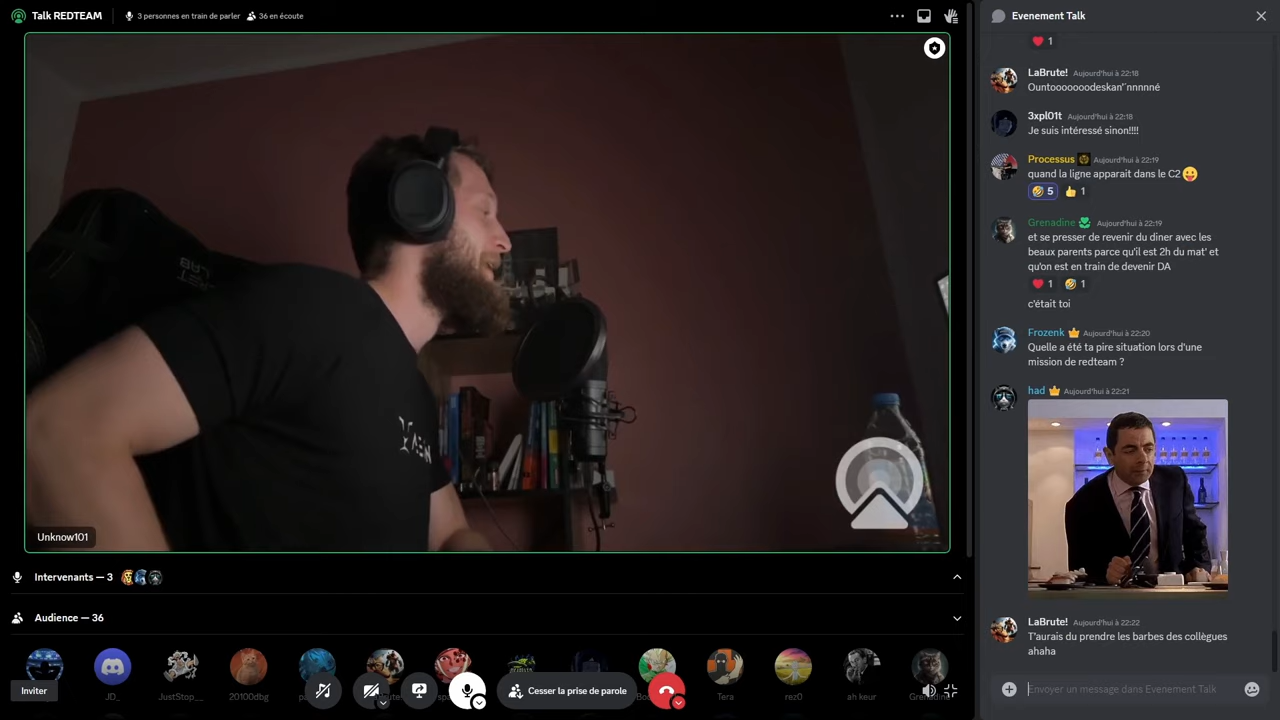 Talk REDTEAM
3 personnes en train de parler
36 en écoute
Unknow101
Intervenants — 3
Audience — 36
Inviter
JD_
JustStop__
20100dbg
Cesser la prise de parole
Tera
rez0
ah keur
Grenadine
Evenement Talk
1
LaBrute! Aujourd'hui à 22:18
Ountooooooodeskan¨nnnnné
3xpl01t Aujourd'hui à 22:18
Je suis intéressé sinon!!!!
Processus Aujourd'hui à 22:19
quand la ligne apparait dans le C2
5 1
Grenadine Aujourd'hui à 22:19
et se presser de revenir du diner avec les
beaux parents parce qu'il est 2h du mat' et
qu'on est en train de devenir DA
1 1
c'était toi
Frozenk Aujourd'hui à 22:20
Quelle a été ta pire situation lors d'une
mission de redteam ?
had Aujourd'hui à 22:21
LaBrute! Aujourd'hui à 22:22
T'aurais du prendre les barbes des collègues
ahaha
Envoyer un message dans Evenement Talk